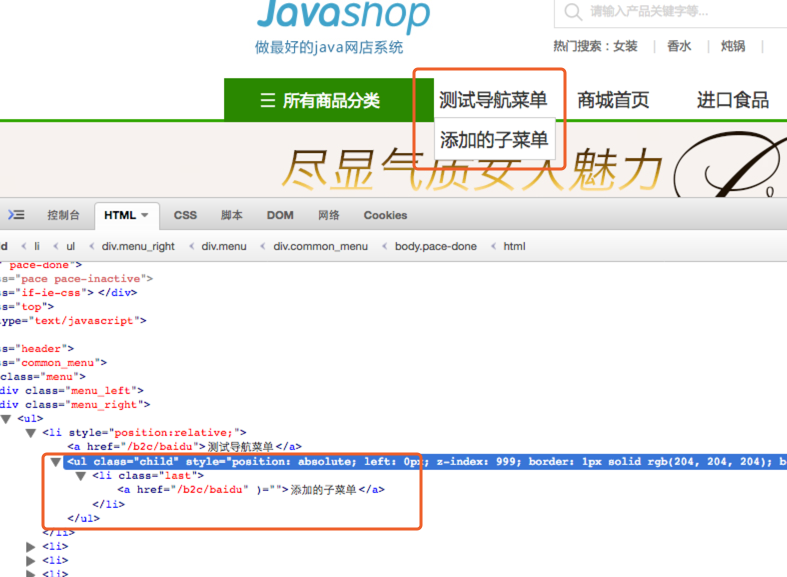 Javashop
请输入产品关键字等...
做最好的java网店系统
热门搜索：女装 | 香水 | 炖锅 |
☰ 所有商品分类 测试导航菜单 商城首页 进口食品
添加的子菜单
尽显气质女人魅力
控制台 HTML CSS 脚本 DOM 网络 Cookies
d < li < ul < div.menu_right < div.menu < div.common_menu < body.pace-done < html
pace-done">
s="pace pace-inactive">
s="if-ie-css"> </div>
s="top">
ype="text/javascript">
s="header">
s="common_menu">
class="menu">
div class="menu_left">
div class="menu_right">
<ul>
<li style="position:relative;">
<a href="/b2c/baidu">测试导航菜单</a>
<ul class="child" style="position: absolute; left: 0px; z-index: 999; border: 1px solid rgb(204, 204, 204); b
<li class="last">
<a href="/b2c/baidu" )="">添加的子菜单</a>
</li>
</ul>
</li>
<li>
<li>
<li>